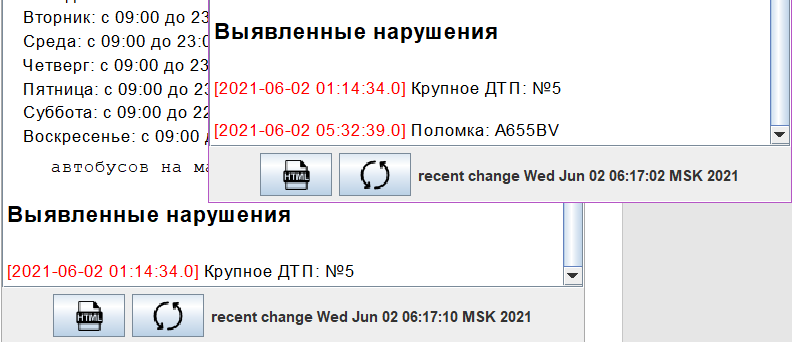 Вторник: с 09:00 до 23
Среда: с 09:00 до 23:0
Четверг: с 09:00 до 23
Пятница: с 09:00 до 23
Суббота: с 09:00 до 22
Воскресенье: с 09:00
автобусов на
Выявленные нарушения
[2021-06-02 01:14:34.0] Крупное ДТП: №5
HTML
recent change Wed Jun 02 06:17:10 MSK 2021
Выявленные нарушения
[2021-06-02 01:14:34.0] Крупное ДТП: №5
[2021-06-02 05:32:39.0] Поломка: A655BV
HTML
recent change Wed Jun 02 06:17:02 MSK 2021